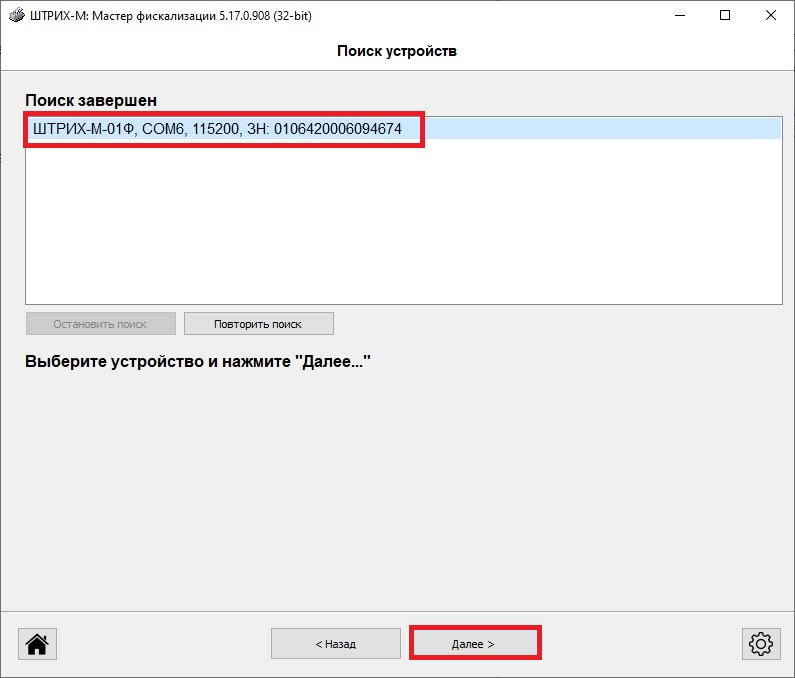 ШТРИХ-М: Мастер фискализации 5.17.0.908 (32-bit)
Поиск устройств
Поиск завершен
ШТРИХ-М-01Ф, COM6, 115200, ЗН: 0106420006094674
Остановить поиск
Повторить поиск
Выберите устройство и нажмите "Далее..."
< Назад
Далее >